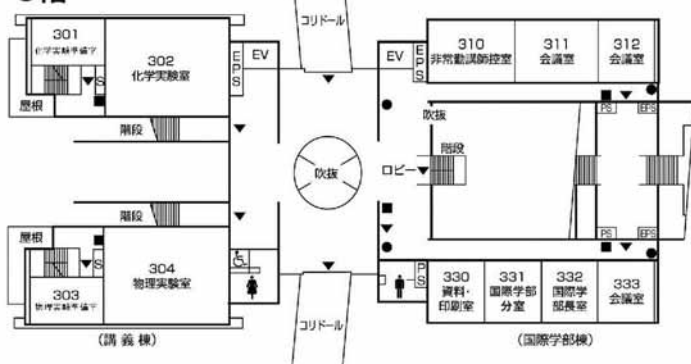 コリドール
301
化学実験準備室
302
化学実験室
S
屋根
階段
EPS
EV
EV
EPS
310
非常勤講師控室
311
会議室
312
会議室
吹抜
PS
EPS
階段
ロビー
吹抜
階段
屋根
S
303
物理実験準備室
304
物理実験室
PS
EPS
PS
330
資料・
印刷室
331
国際学部
分室
332
国際学
部長室
333
会議室
コリドール
(講義棟)
(国際学部棟)